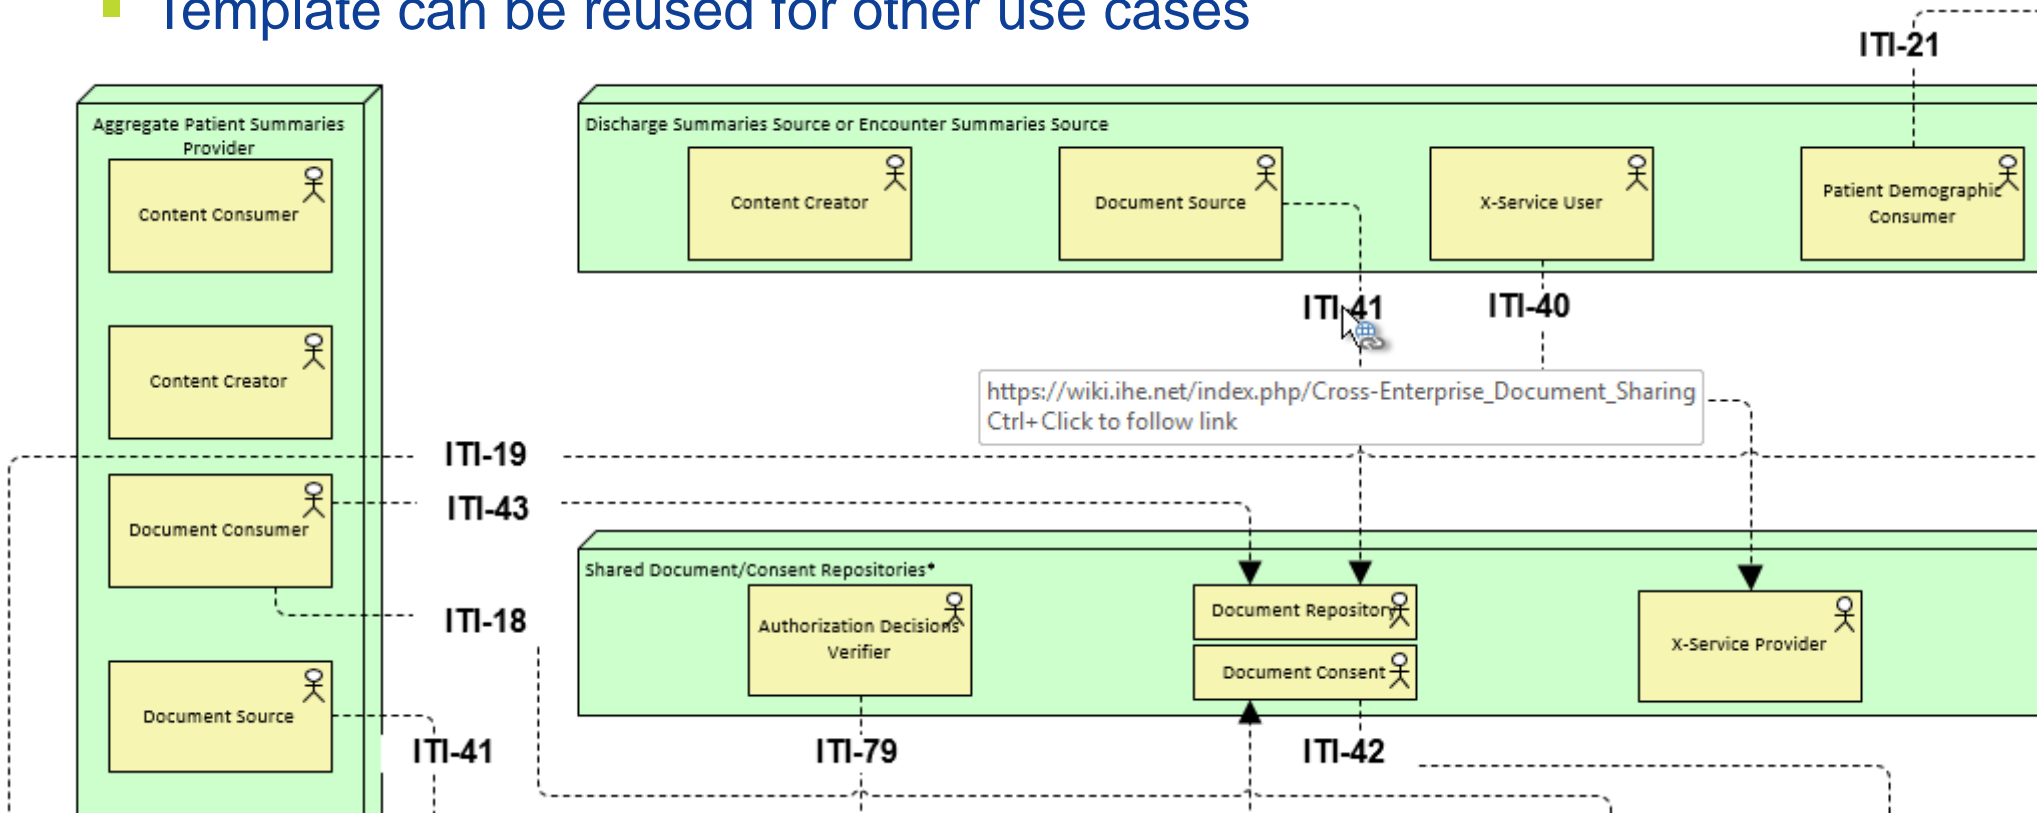 Template can be reused for other use cases
ITI-21
Aggregate Patient Summaries
Provider
Content Consumer
Content Creator
Document Consumer
Document Source
Discharge Summaries Source or Encounter Summaries Source
Content Creator
Document Source
X-Service User
Patient Demographic
Consumer
ITI-41
ITI-40
https://wiki.ihe.net/index.php/Cross-Enterprise_Document_Sharing
Ctrl+Click to follow link
ITI-19
ITI-43
ITI-18
ITI-41
Shared Document/Consent Repositories*
Authorization Decisions
Verifier
Document Repository
Document Consent
X-Service Provider
ITI-79
ITI-42